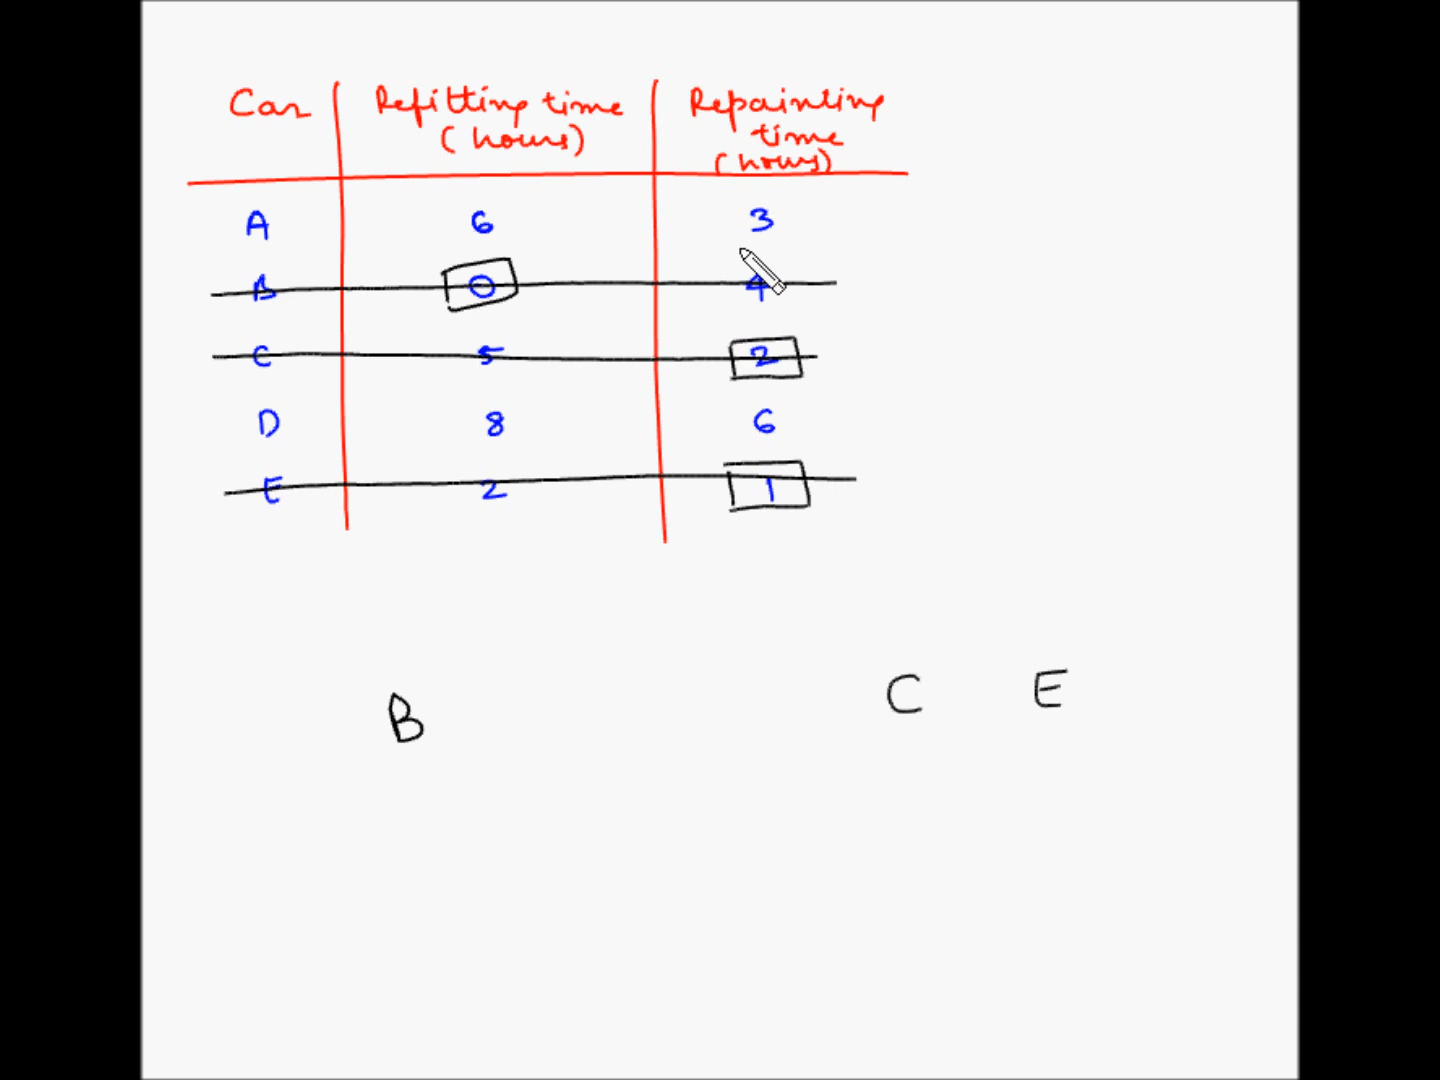 Car Refitting time Repainting
(hours) time
(hours)
A 6 3
B 0 4
C 5 2
D 8 6
E 2 1
B C E